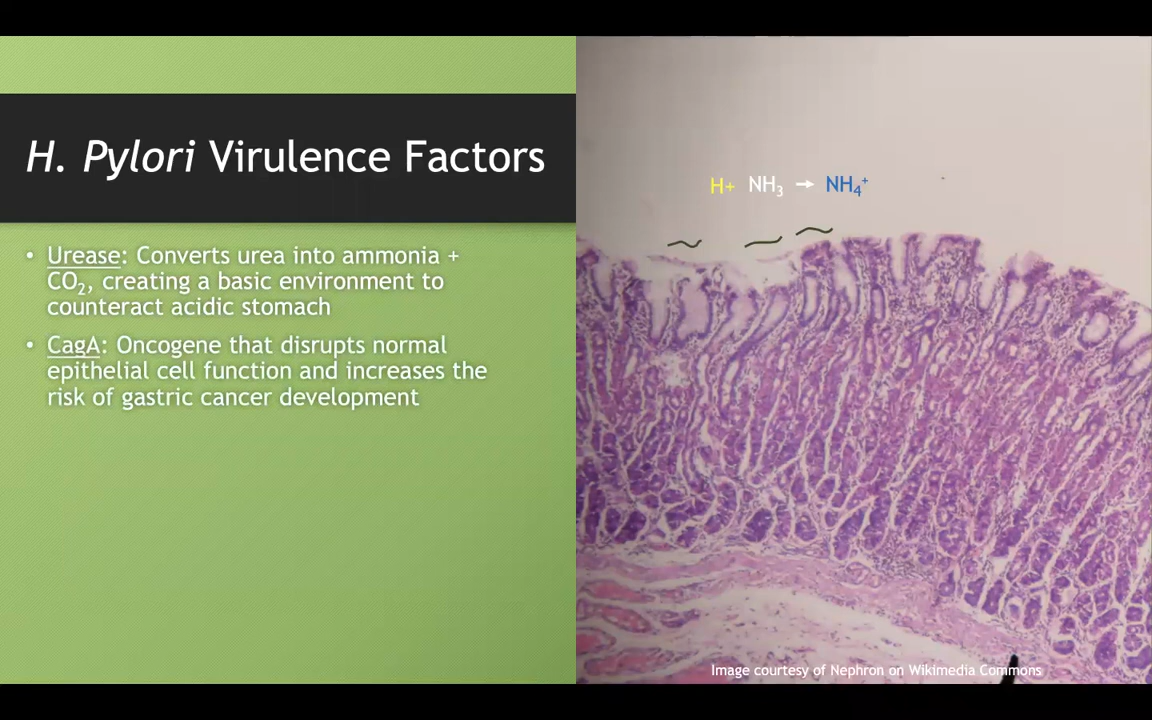 H. Pylori Virulence Factors
• Urease: Converts urea into ammonia +
CO₂, creating a basic environment to
counteract acidic stomach
• CagA: Oncogene that disrupts normal
epithelial cell function and increases the
risk of gastric cancer development
H+ NH₃ → NH₄⁺
Image courtesy of Nephron on Wikimedia Commons